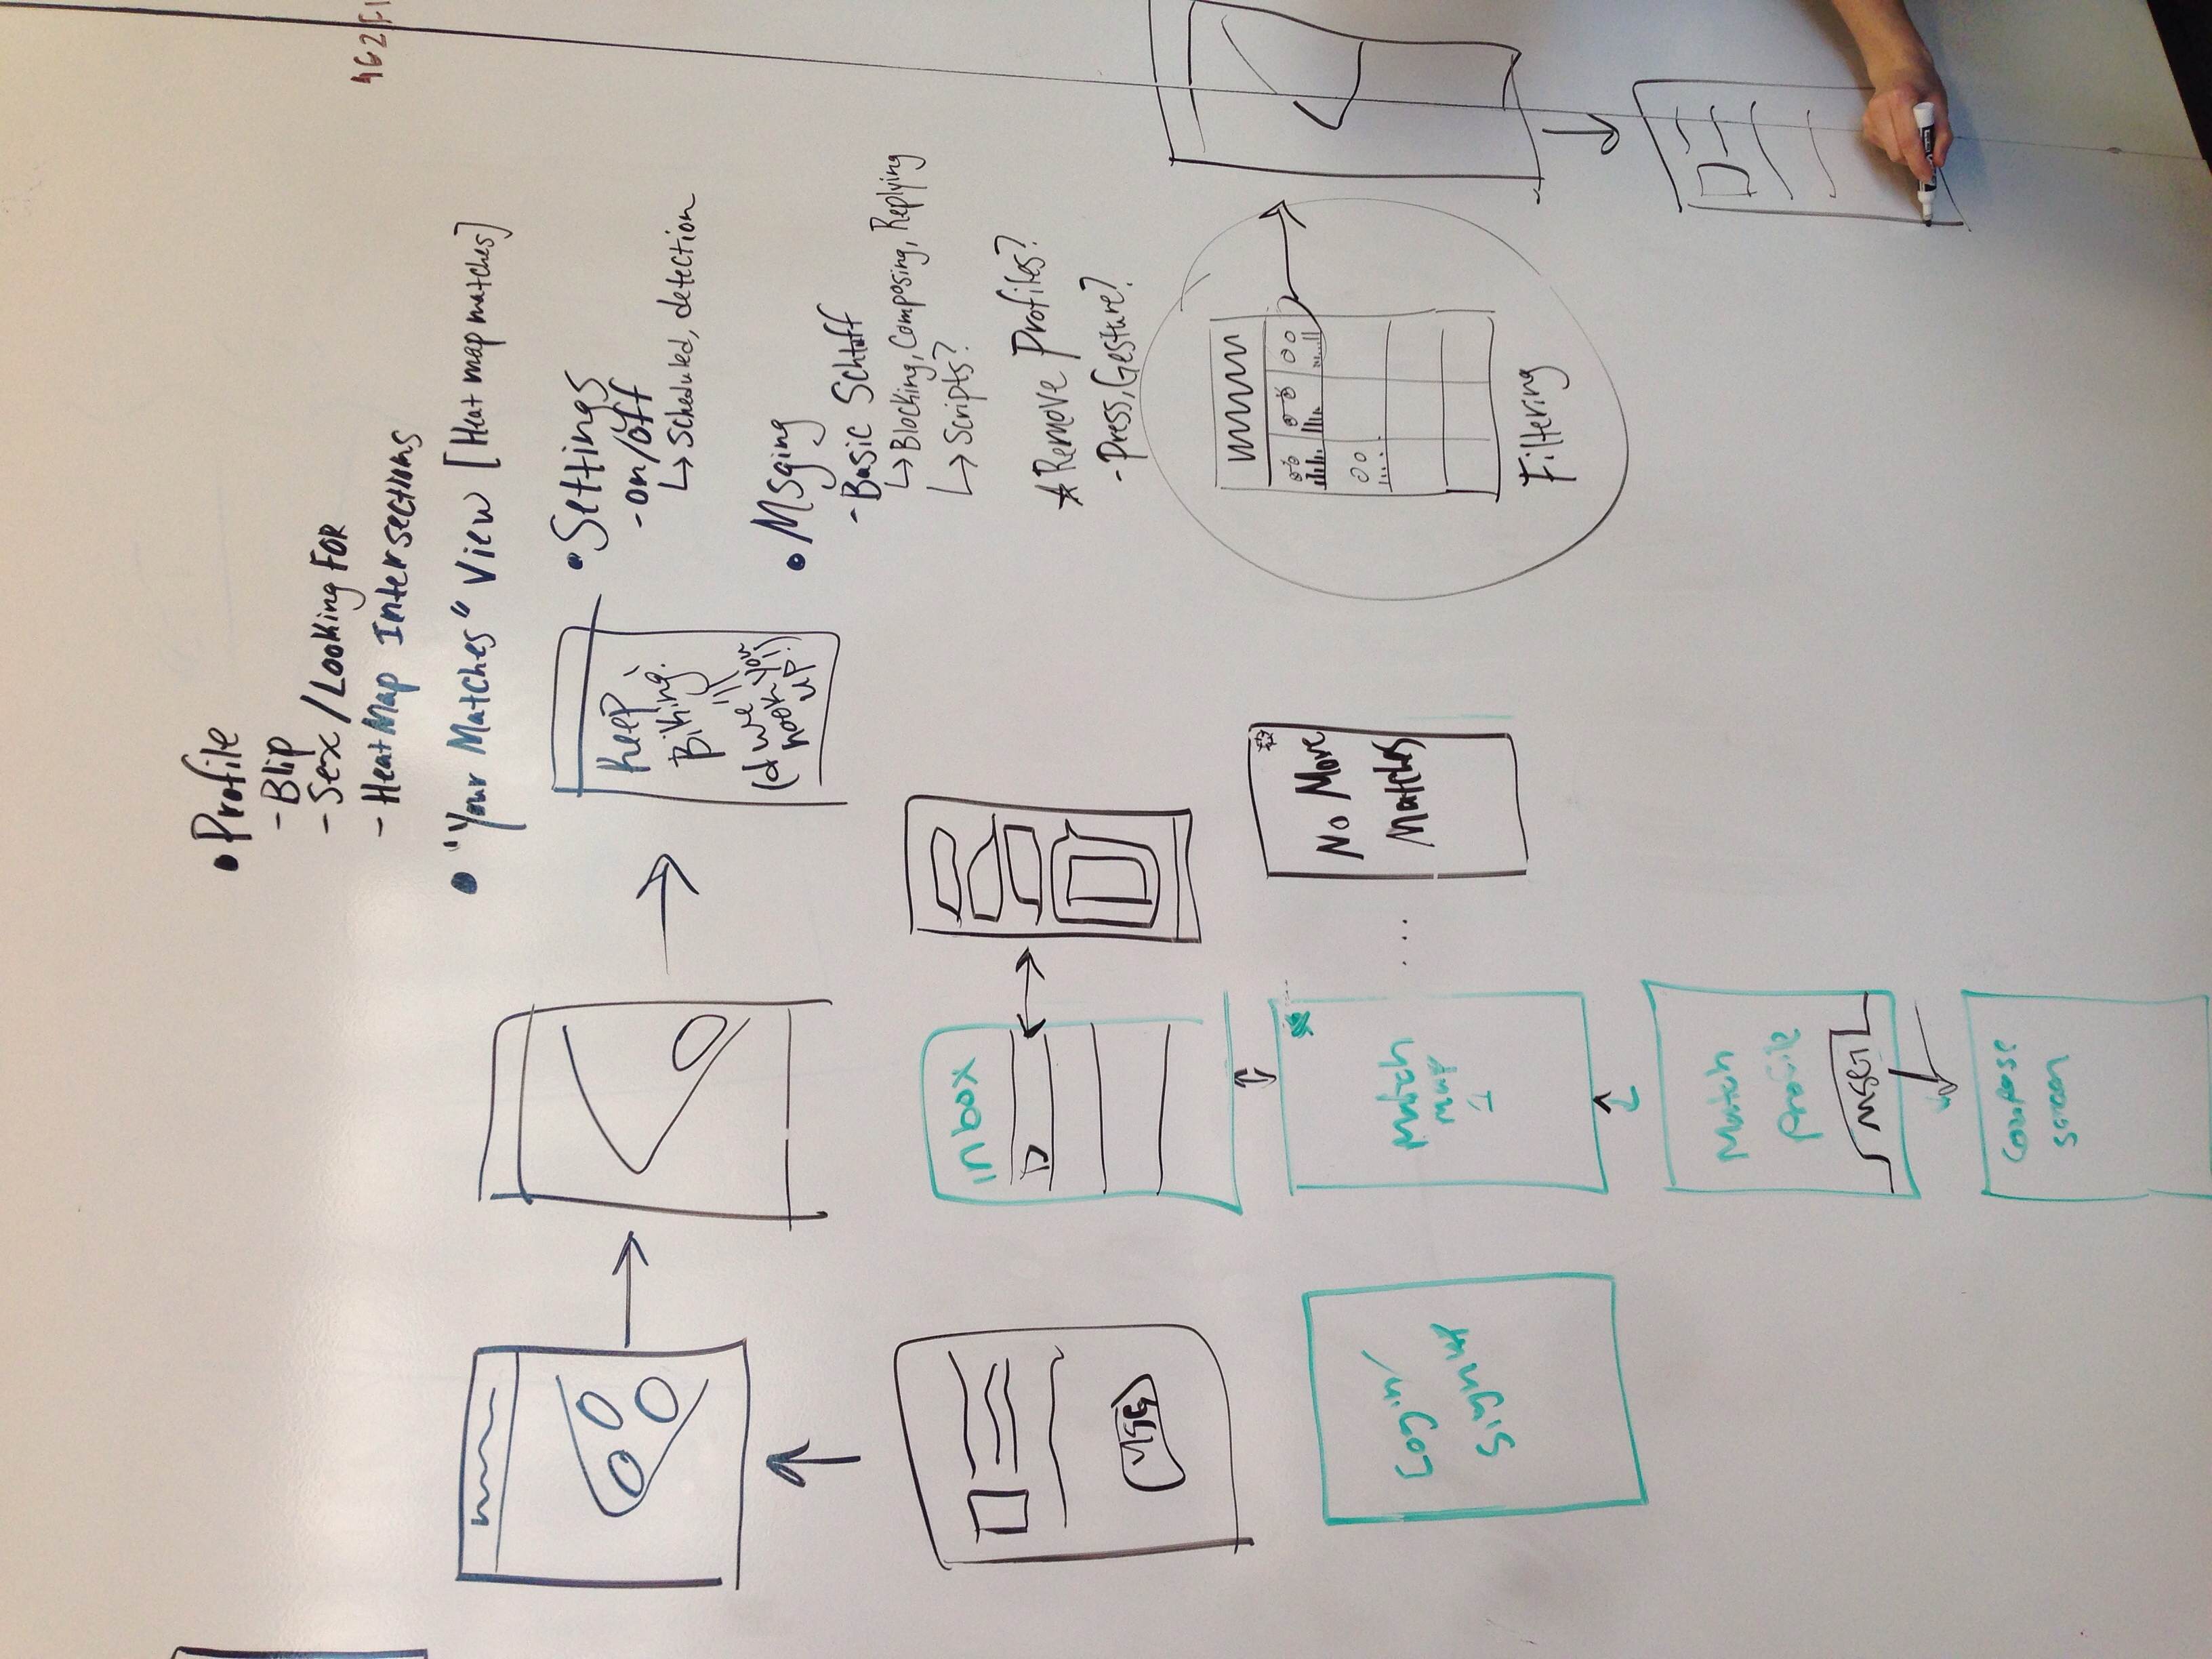 • Profile
- Blip
- Sex / Looking FOR
- Heat Map Intersections
• "Your Matches" View [Heat map matches]
• Settings
- on/off
↳ Scheduled, detection
• Msging
- Basic Schtuff
↳ Blocking, Composing, Replying
↳ Scripts?
★ Remove Profiles?
- Press, Gesture?
Keep
Biking!
(& we'll
hook you
up!)
MSG
inbox
Login/
Signup
Match
map
1
...
No More
Matches
Filtering
Match
Profile
MSG
Compose
screen